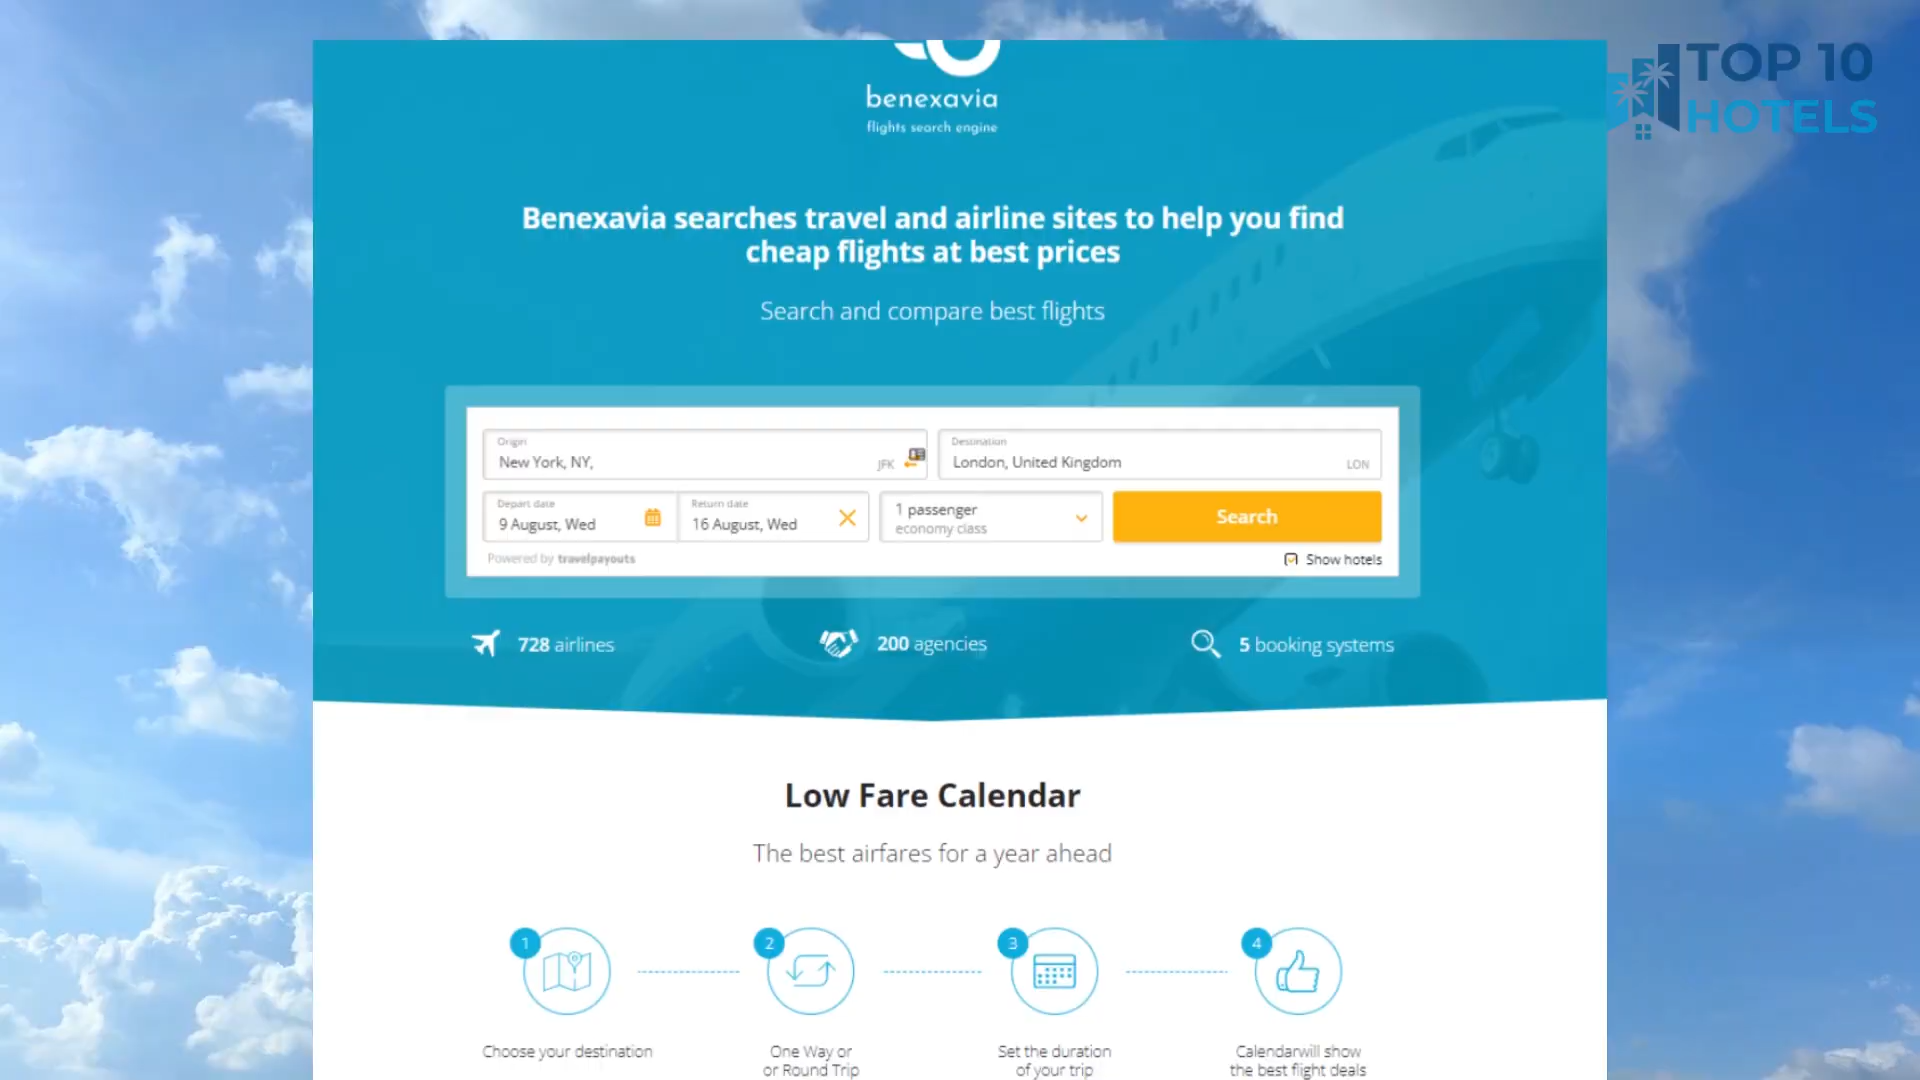 TOP 10
HOTELS
benexavia
flights search engine
Benexavia searches travel and airline sites to help you find
cheap flights at best prices
Search and compare best flights
Origin
New York, NY,
JFK
Destination
London, United Kingdom
LON
Depart date
9 August, Wed
Return date
16 August, Wed
1 passenger
economy class
Search
Powered by travelpayouts
Show hotels
728 airlines
200 agencies
5 booking systems
Low Fare Calendar
The best airfares for a year ahead
1
2
3
4
Choose your destination
One Way or
or Round Trip
Set the duration
of your trip
Calendarwill show
the best flight deals